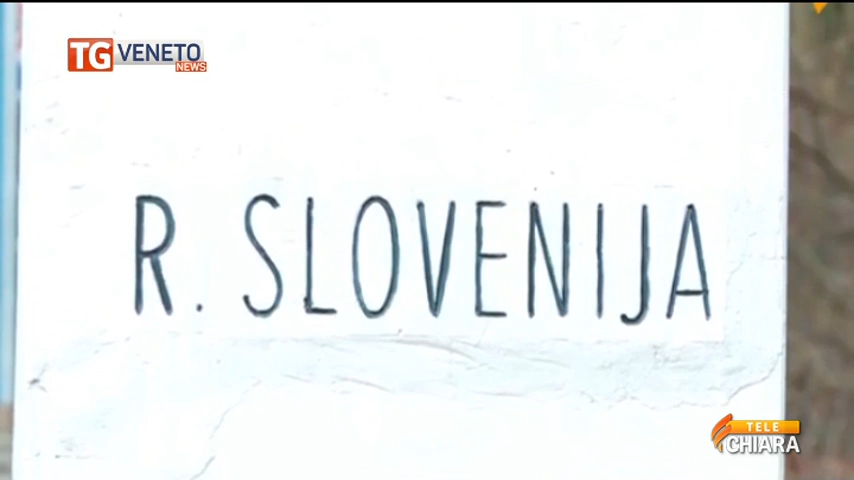 TG VENETO
NEWS
R. SLOVENIJA
TELE
CHIARA